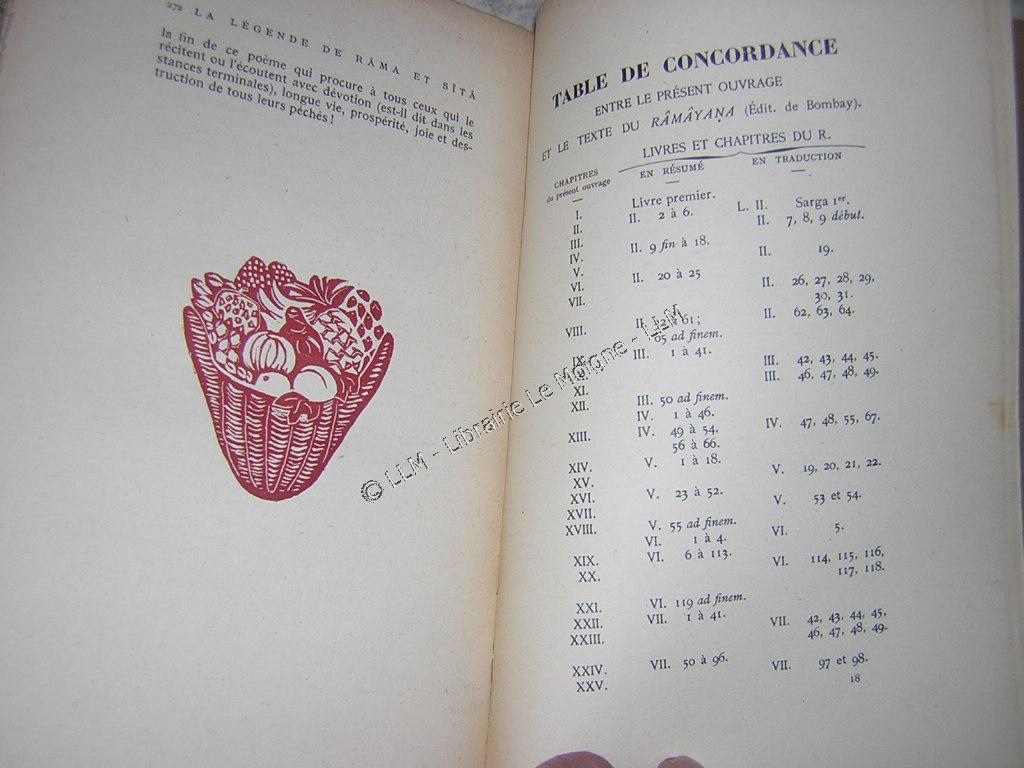 272 LA LÉGENDE DE RÂMA ET SÎTÂ
la fin de ce poème qui procure à tous ceux qui le
récitent ou l'écoutent avec dévotion (est-il dit dans les
stances terminales), longue vie, prospérité, joie et des-
truction de tous leurs péchés !
TABLE DE CONCORDANCE
ENTRE LE PRÉSENT OUVRAGE
ET LE TEXTE DU RÂMÂYAṆA (Édit. de Bombay).
LIVRES ET CHAPITRES DU R.
CHAPITRES du présent ouvrage EN RÉSUMÉ EN TRADUCTION
I. Livre premier. L. II. Sarga 1er.
II. II. 2 à 6. II. 7, 8, 9 début.
III.
IV. II. 9 fin à 18. II. 19.
V.
VI. II. 20 à 25 II. 26, 27, 28, 29,
VII. 30, 31.
VIII. 61 ; II. 62, 63, 64.
65 ad finem.
IX. III. 1 à 41. III. 42, 43, 44, 45.
III. 46, 47, 48, 49.
XI.
XII. III. 50 ad finem.
IV. 1 à 46. IV. 47, 48, 55, 67.
XIII. IV. 49 à 54,
56 à 66.
XIV. V. 1 à 18. V. 19, 20, 21, 22.
XV.
XVI. V. 23 à 52. V. 53 et 54.
XVII.
XVIII. V. 55 ad finem.
VI. 1 à 4. VI. 5.
XIX. VI. 6 à 113. VI. 114, 115, 116,
XX. 117, 118.
XXI. VI. 119 ad finem.
XXII. VII. 1 à 41. VII. 42, 43, 44, 45,
XXIII. 46, 47, 48, 49.
XXIV. VII. 50 à 96. VII. 97 et 98.
XXV.
18
© LLM - Librairie Le Moigne - LLM